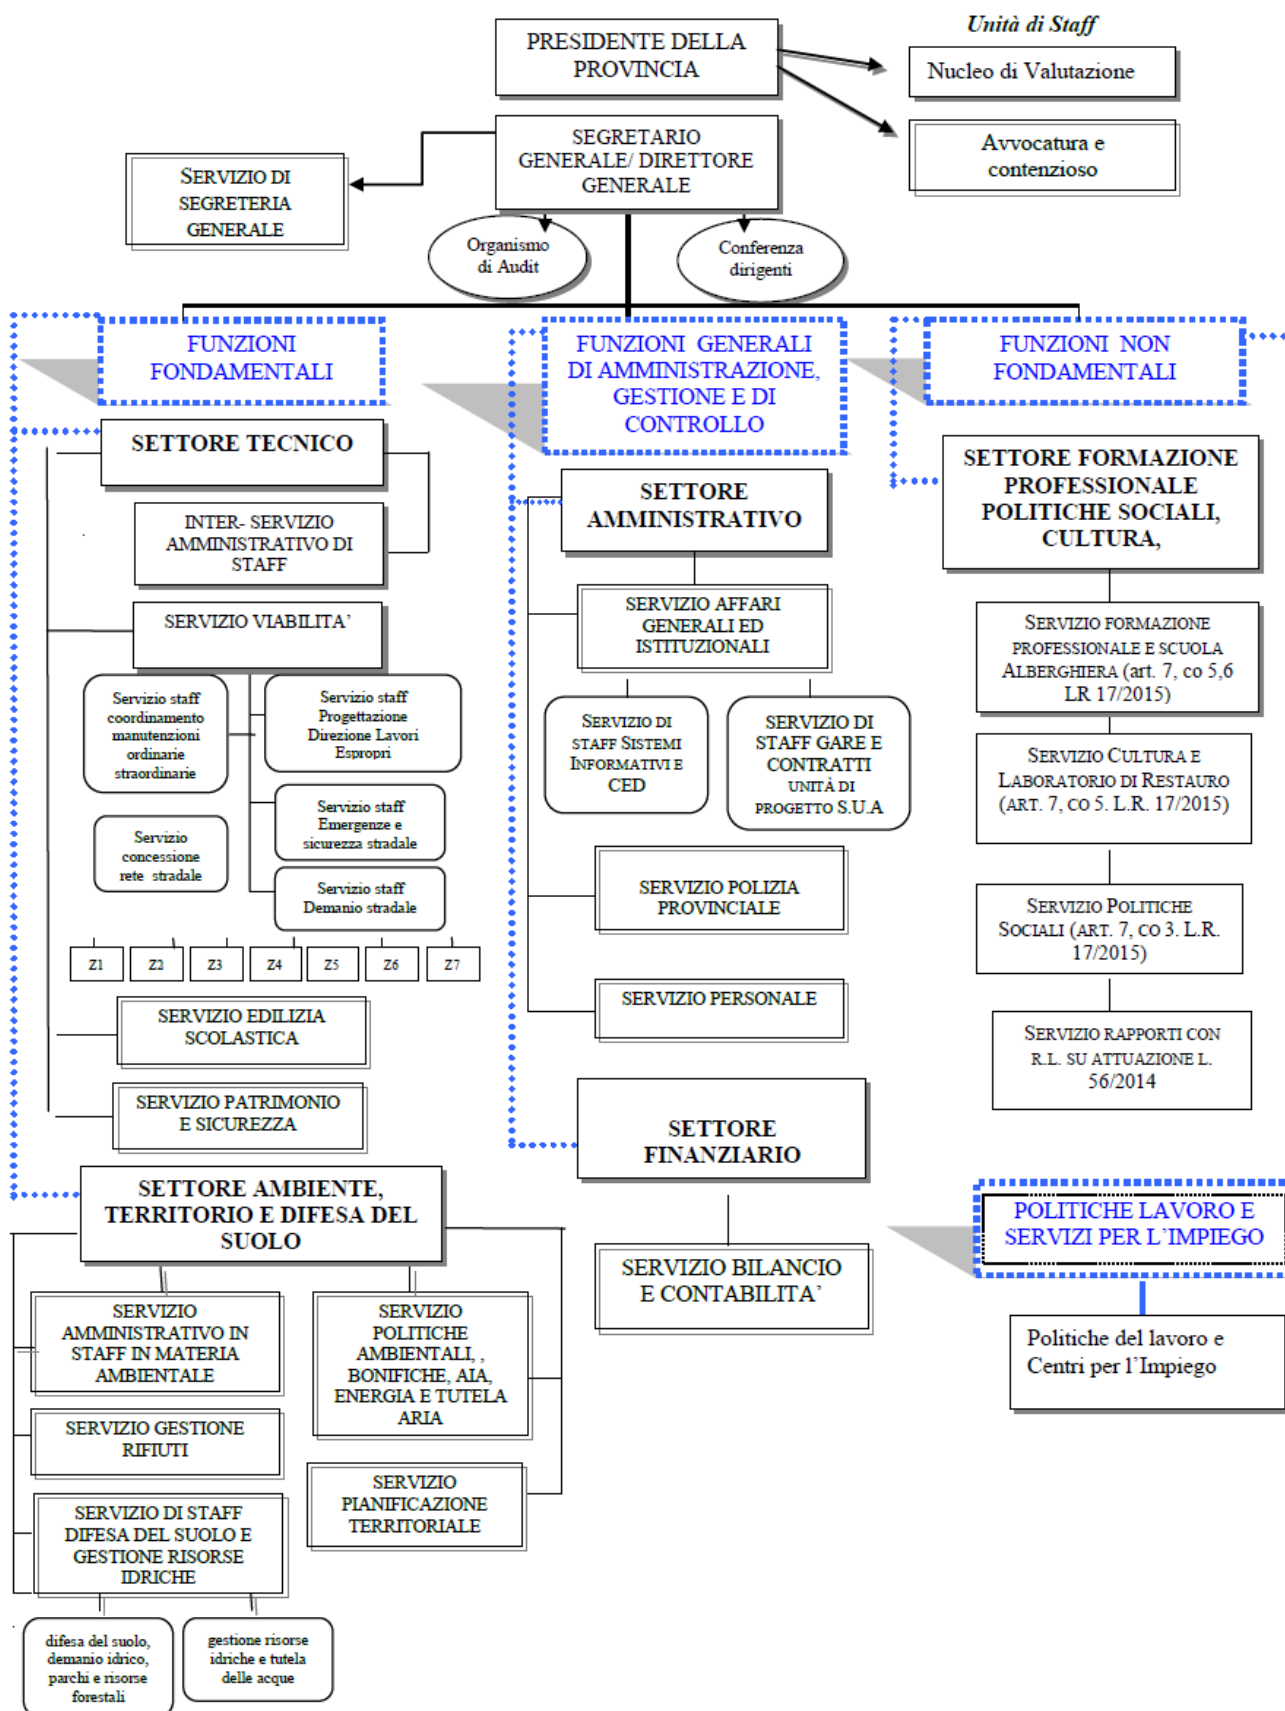 PRESIDENTE DELLA
PROVINCIA
Unità di Staff
Nucleo di Valutazione
Avvocatura e
contenzioso
SEGRETARIO
GENERALE/ DIRETTORE
GENERALE
SERVIZIO DI
SEGRETERIA
GENERALE
Organismo
di Audit
Conferenza
dirigenti
FUNZIONI
FONDAMENTALI
SETTORE TECNICO
INTER- SERVIZIO
AMMINISTRATIVO DI
STAFF
SERVIZIO VIABILITA’
Servizio staff
coordinamento
manutenzioni
ordinarie
straordinarie
Servizio staff
Progettazione
Direzione Lavori
Espropri
Servizio
concessione
rete stradale
Servizio staff
Emergenze e
sicurezza stradale
Servizio staff
Demanio stradale
Z1
Z2
Z3
Z4
Z5
Z6
Z7
SERVIZIO EDILIZIA
SCOLASTICA
SERVIZIO PATRIMONIO
E SICUREZZA
SETTORE AMBIENTE,
TERRITORIO E DIFESA DEL
SUOLO
SERVIZIO
AMMINISTRATIVO IN
STAFF IN MATERIA
AMBIENTALE
SERVIZIO
POLITICHE
AMBIENTALI, ,
BONIFICHE, AIA,
ENERGIA E TUTELA
ARIA
SERVIZIO GESTIONE
RIFIUTI
SERVIZIO
PIANIFICAZIONE
TERRITORIALE
SERVIZIO DI STAFF
DIFESA DEL SUOLO E
GESTIONE RISORSE
IDRICHE
difesa del suolo,
demanio idrico,
parchi e risorse
forestali
gestione risorse
idriche e tutela
delle acque
FUNZIONI GENERALI
DI AMMINISTRAZIONE,
GESTIONE E DI
CONTROLLO
SETTORE
AMMINISTRATIVO
SERVIZIO AFFARI
GENERALI ED
ISTITUZIONALI
SERVIZIO DI
STAFF SISTEMI
INFORMATIVI E
CED
SERVIZIO DI
STAFF GARE E
CONTRATTI
UNITÀ DI
PROGETTO S.U.A
SERVIZIO POLIZIA
PROVINCIALE
SERVIZIO PERSONALE
SETTORE
FINANZIARIO
SERVIZIO BILANCIO
E CONTABILITA’
FUNZIONI NON
FONDAMENTALI
SETTORE FORMAZIONE
PROFESSIONALE
POLITICHE SOCIALI,
CULTURA,
SERVIZIO FORMAZIONE
PROFESSIONALE E SCUOLA
ALBERGHIERA (art. 7, co 5,6
LR 17/2015)
SERVIZIO CULTURA E
LABORATORIO DI RESTAURO
(ART. 7, CO 5. L.R. 17/2015)
SERVIZIO POLITICHE
SOCIALI (ART. 7, CO 3. L.R.
17/2015)
SERVIZIO RAPPORTI CON
R.L. SU ATTUAZIONE L.
56/2014
POLITICHE LAVORO E
SERVIZI PER L’IMPIEGO
Politiche del lavoro e
Centri per l’Impiego